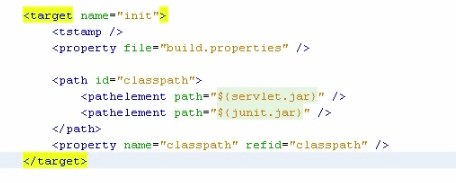 <target name="init">
<tstamp />
<property file="build.properties" />
<path id="classpath">
<pathelement path="${servlet.jar}" />
<pathelement path="${junit.jar}" />
</path>
<property name="classpath" refid="classpath" />
</target>